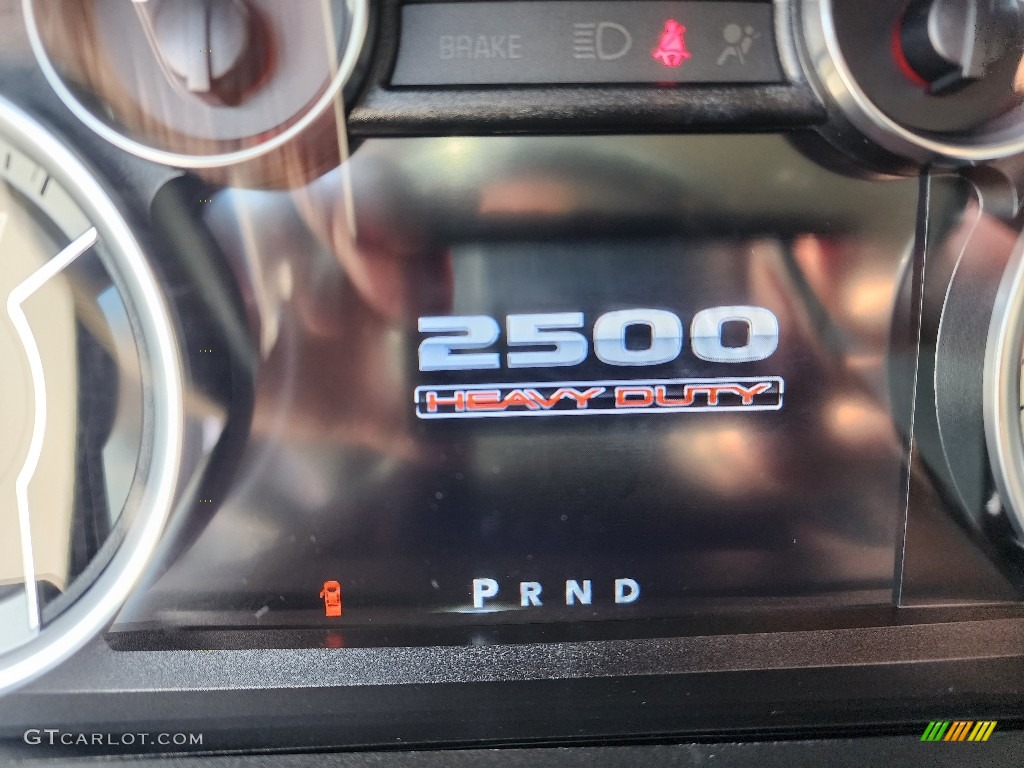 BRAKE
2500
HEAVY DUTY
P R N D
GTCARLOT.COM